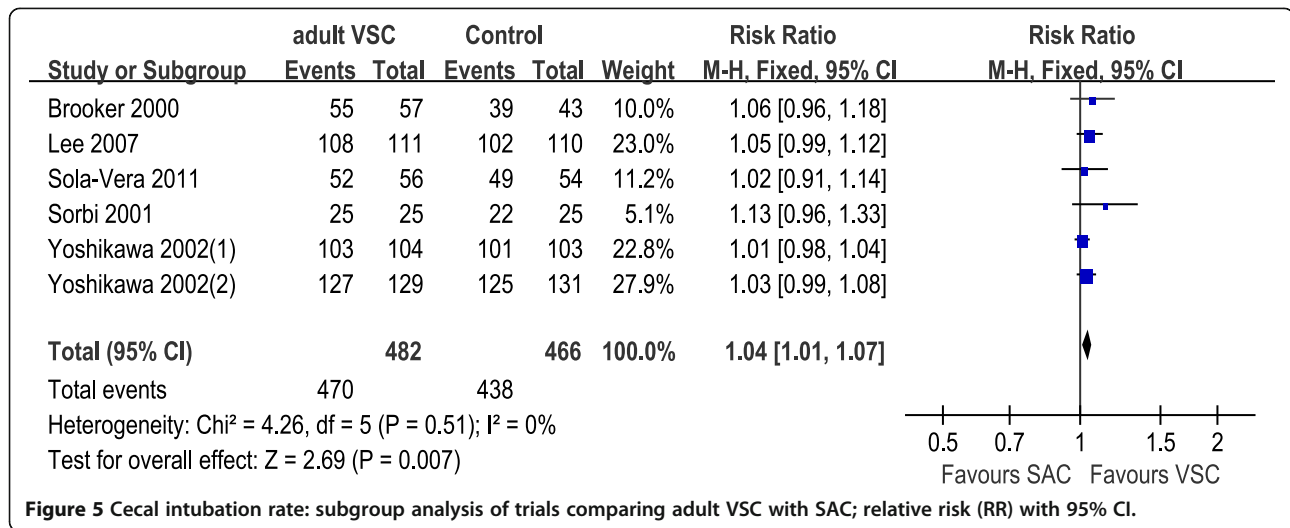 adult VSC Control Risk Ratio Risk Ratio
Study or Subgroup Events Total Events Total Weight M-H, Fixed, 95% CI M-H, Fixed, 95% CI
Brooker 2000 55 57 39 43 10.0% 1.06 [0.96, 1.18]
Lee 2007 108 111 102 110 23.0% 1.05 [0.99, 1.12]
Sola-Vera 2011 52 56 49 54 11.2% 1.02 [0.91, 1.14]
Sorbi 2001 25 25 22 25 5.1% 1.13 [0.96, 1.33]
Yoshikawa 2002(1) 103 104 101 103 22.8% 1.01 [0.98, 1.04]
Yoshikawa 2002(2) 127 129 125 131 27.9% 1.03 [0.99, 1.08]
Total (95% CI) 482 466 100.0% 1.04 [1.01, 1.07]
Total events 470 438
Heterogeneity: Chi² = 4.26, df = 5 (P = 0.51); I² = 0%
Test for overall effect: Z = 2.69 (P = 0.007)
0.5 0.7 1 1.5 2
Favours SAC Favours VSC
Figure 5 Cecal intubation rate: subgroup analysis of trials comparing adult VSC with SAC; relative risk (RR) with 95% CI.